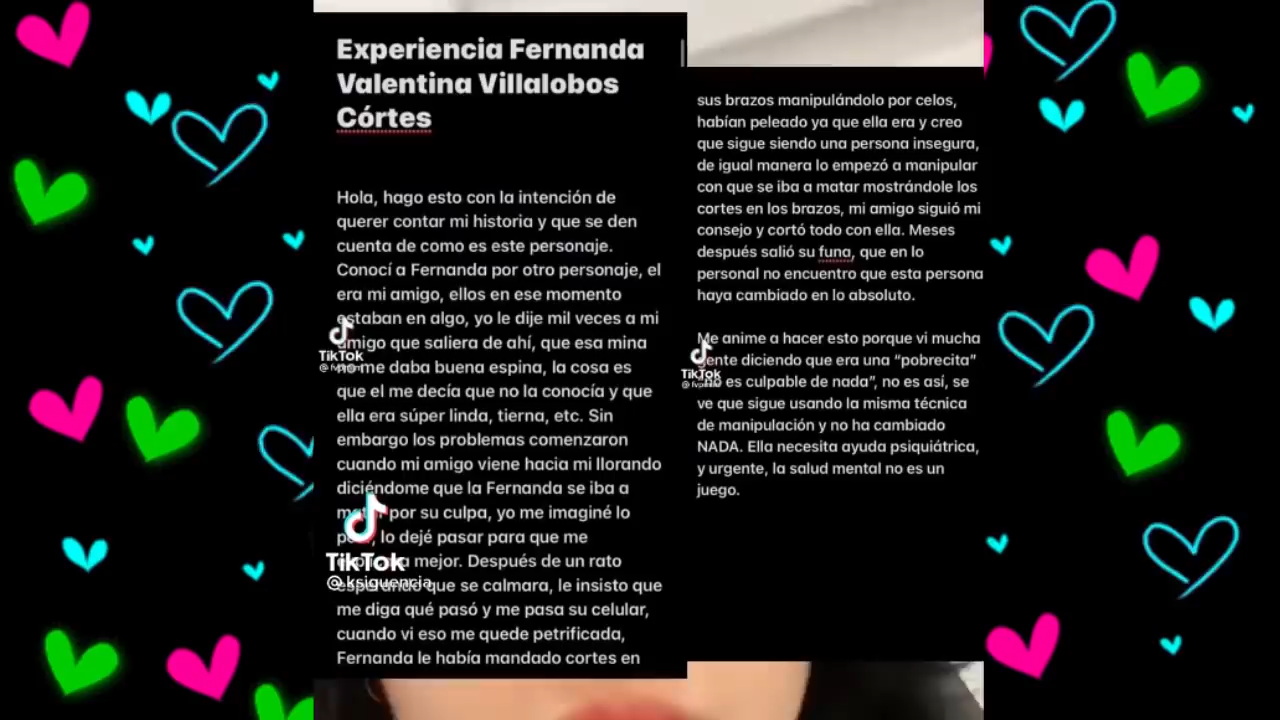 Experiencia Fernanda
Valentina Villalobos
Córtes
Hola, hago esto con la intención de
querer contar mi historia y que se den
cuenta de como es este personaje.
Conocí a Fernanda por otro personaje, el
era mi amigo, ellos en ese momento
estaban en algo, yo le dije mil veces a mi
amigo que saliera de ahí, que esa mina
no me daba buena espina, la cosa es
que el me decía que no la conocía y que
ella era súper linda, tierna, etc. Sin
embargo los problemas comenzaron
cuando mi amigo viene hacia mi llorando
diciéndome que la Fernanda se iba a
por su culpa, yo me imaginé lo
lo dejé pasar para que me
mejor. Después de un rato
esperando que se calmara, le insisto que
me diga qué pasó y me pasa su celular,
cuando vi eso me quede petrificada,
Fernanda le había mandado cortes en
sus brazos manipulándolo por celos,
habían peleado ya que ella era y creo
que sigue siendo una persona insegura,
de igual manera lo empezó a manipular
con que se iba a matar mostrándole los
cortes en los brazos, mi amigo siguió mi
consejo y cortó todo con ella. Meses
después salió su funa, que en lo
personal no encuentro que esta persona
haya cambiado en lo absoluto.
Me anime a hacer esto porque vi mucha
gente diciendo que era una “pobrecita”
es culpable de nada”, no es así, se
ve que sigue usando la misma técnica
de manipulación y no ha cambiado
NADA. Ella necesita ayuda psiquiátrica,
y urgente, la salud mental no es un
juego.
TikTok
TikTok
@.ksiguencia
TikTok